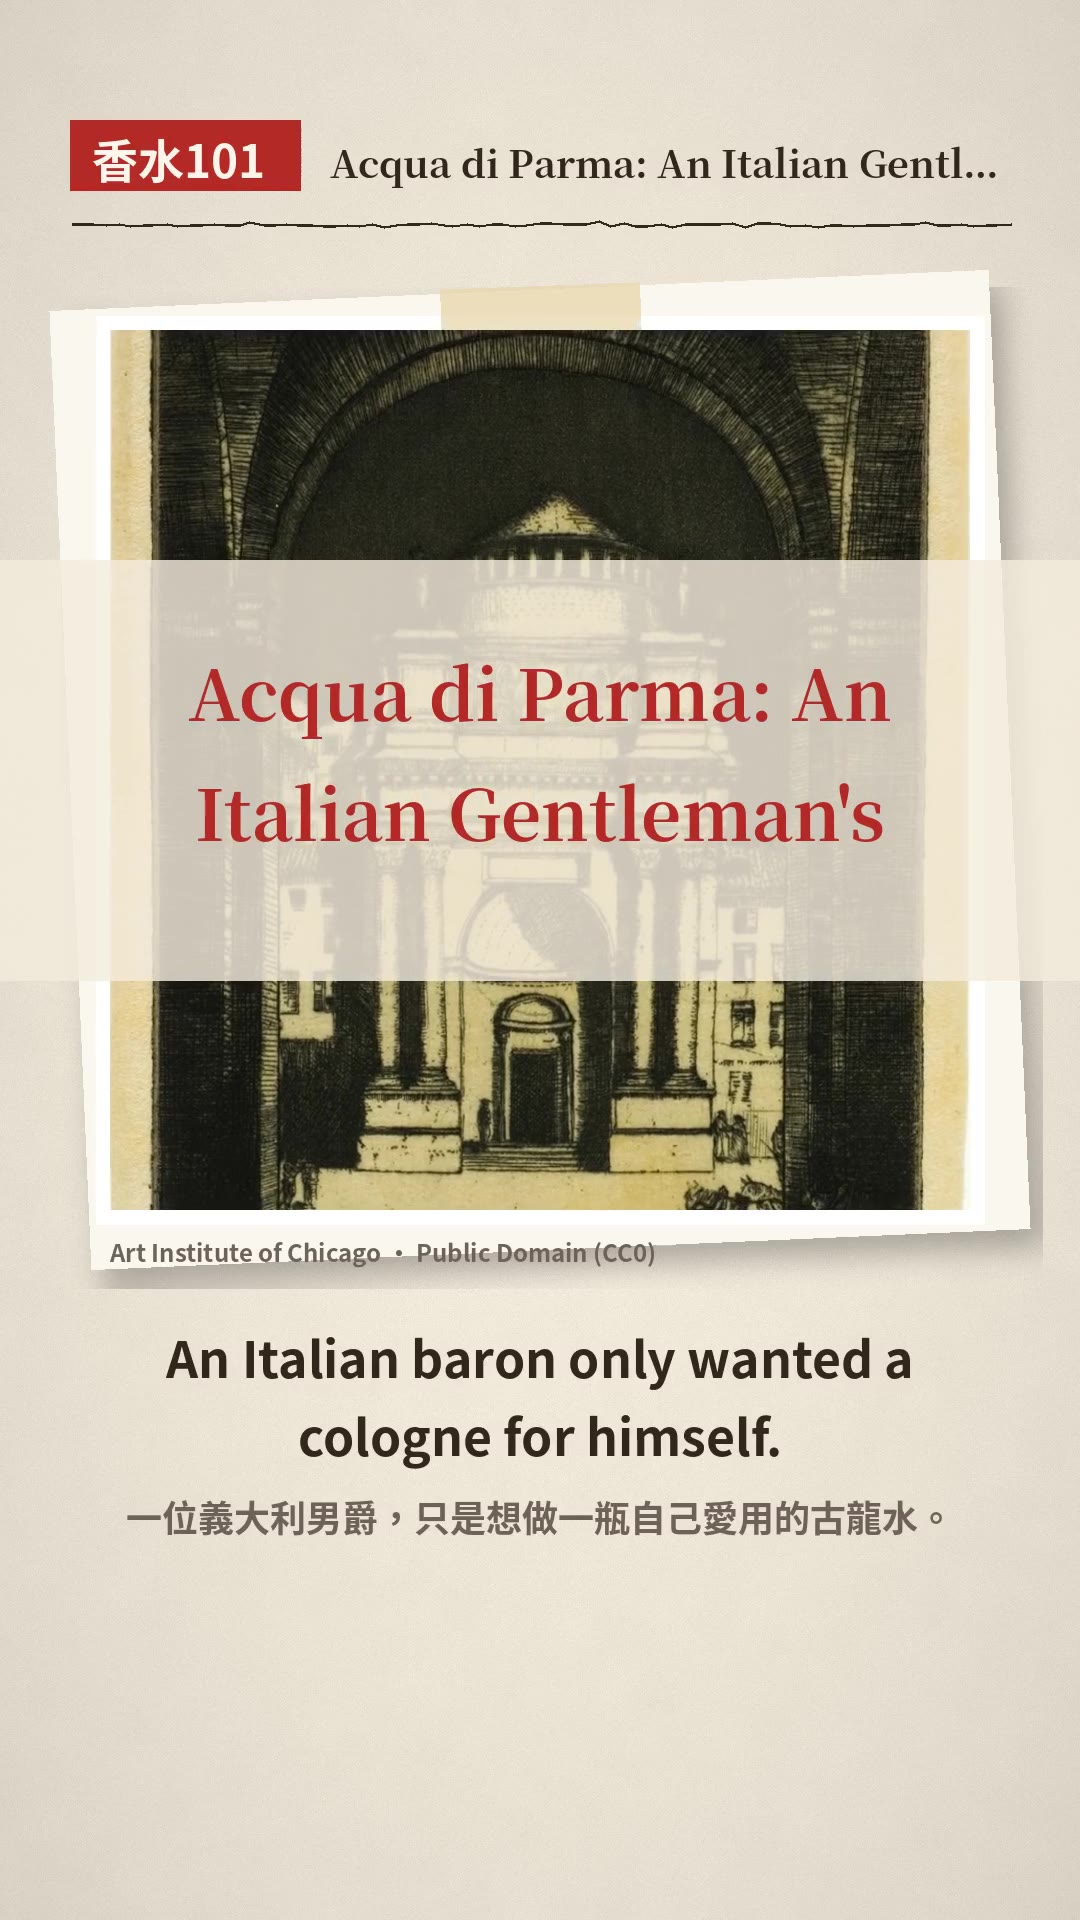 香水101
Acqua di Parma: An Italian Gentl...
Acqua di Parma: An
Italian Gentleman's
Art Institute of Chicago • Public Domain (CC0)
An Italian baron only wanted a
cologne for himself.
一位義大利男爵，只是想做一瓶自己愛用的古龍水。